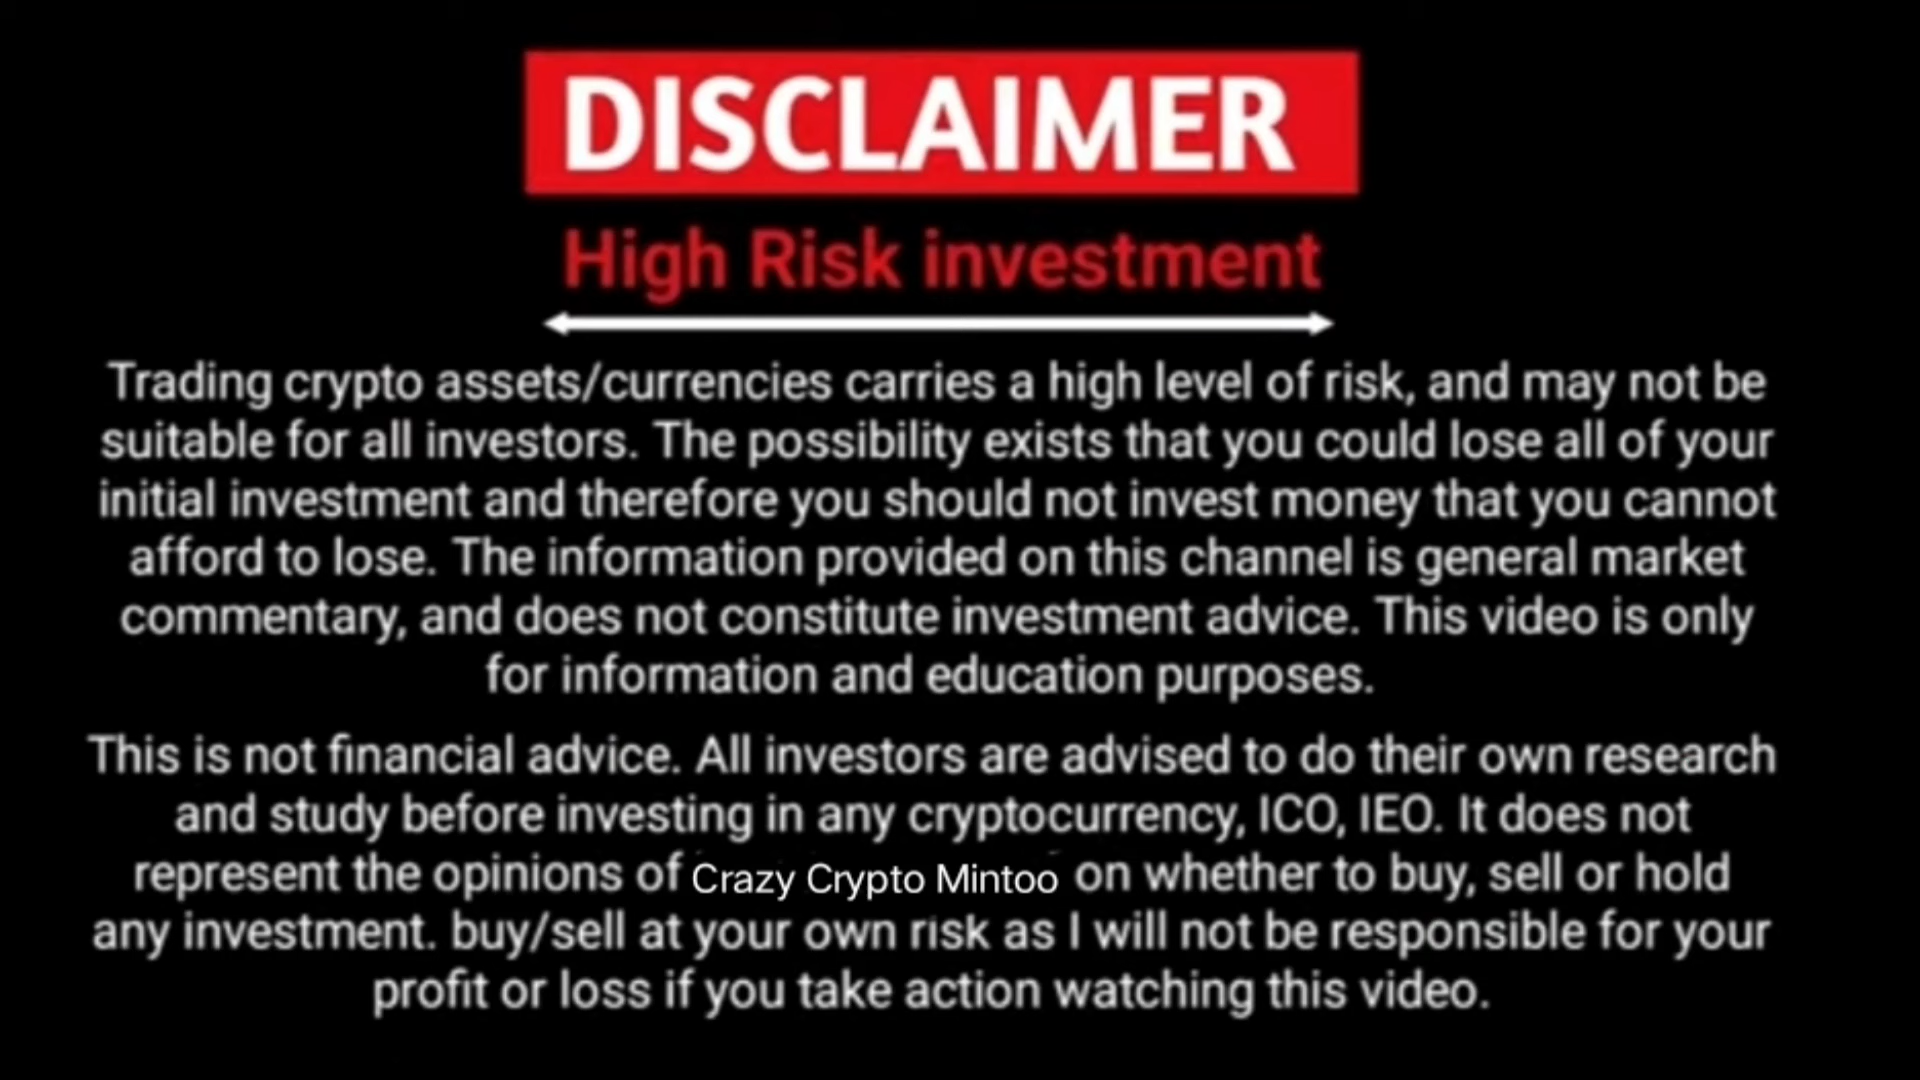 DISCLAIMER
High Risk investment
Trading crypto assets/currencies carries a high level of risk, and may not be
suitable for all investors. The possibility exists that you could lose all of your
initial investment and therefore you should not invest money that you cannot
afford to lose. The information provided on this channel is general market
commentary, and does not constitute investment advice. This video is only
for information and education purposes.
This is not financial advice. All investors are advised to do their own research
and study before investing in any cryptocurrency, ICO, IEO. It does not
represent the opinions of Crazy Crypto Mintoo on whether to buy, sell or hold
any investment. buy/sell at your own risk as I will not be responsible for your
profit or loss if you take action watching this video.